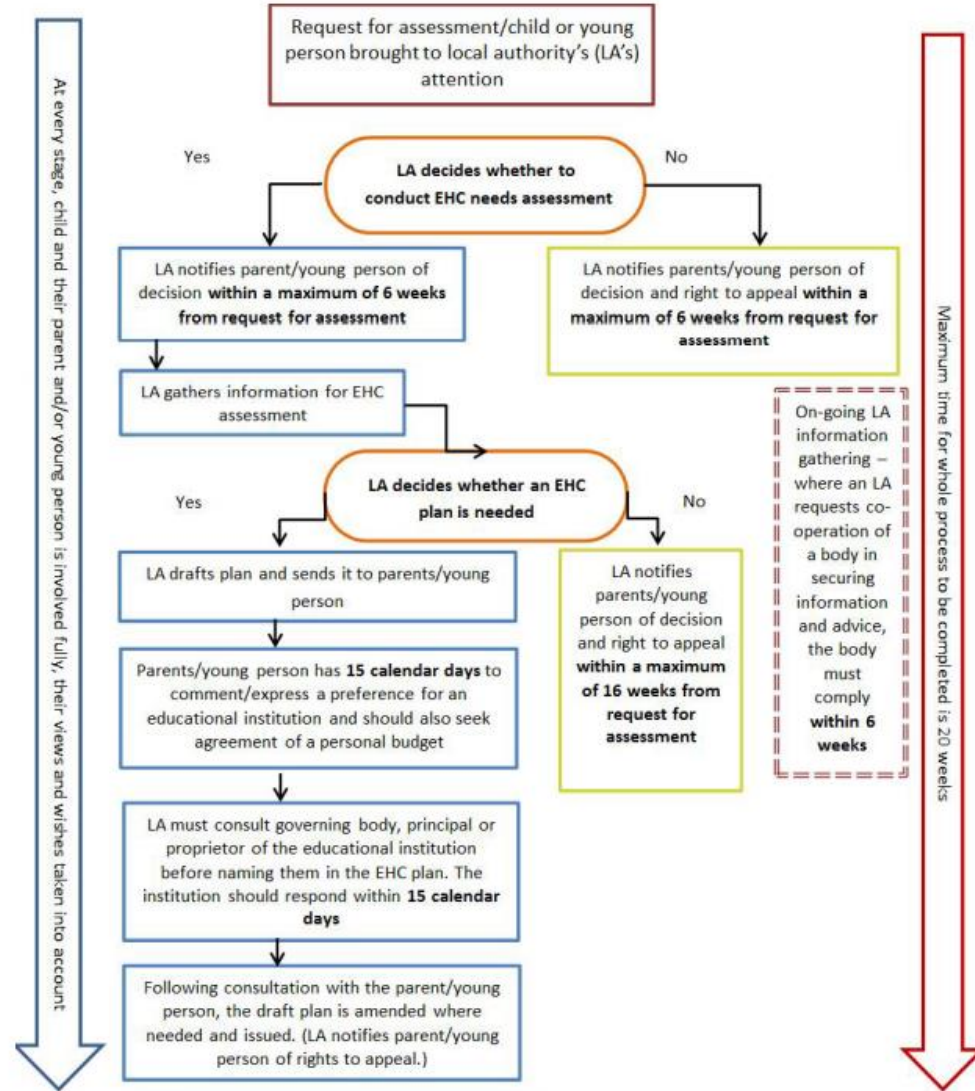 Request for assessment/child or young
person brought to local authority's (LA's)
attention
At every stage, child and their parent and/or young person is involved fully, their views and wishes taken into account
Maximum time for whole process to be completed is 20 weeks
Yes
LA decides whether to
conduct EHC needs assessment
No
LA notifies parent/young person of
decision within a maximum of 6 weeks
from request for assessment
LA notifies parents/young person of
decision and right to appeal within a
maximum of 6 weeks from request for
assessment
LA gathers information for EHC
assessment
On-going LA
information
gathering –
where an LA
requests co-
operation of
a body in
securing
information
and advice,
the body
must
comply
within 6
weeks
Yes
LA decides whether an EHC
plan is needed
No
LA drafts plan and sends it to parents/young
person
LA notifies
parents/young
person of decision
and right to appeal
within a maximum
of 16 weeks from
request for
assessment
Parents/young person has 15 calendar days to
comment/express a preference for an
educational institution and should also seek
agreement of a personal budget
LA must consult governing body, principal or
proprietor of the educational institution
before naming them in the EHC plan. The
institution should respond within 15 calendar
days
Following consultation with the parent/young
person, the draft plan is amended where
needed and issued. (LA notifies parent/young
person of rights to appeal.)